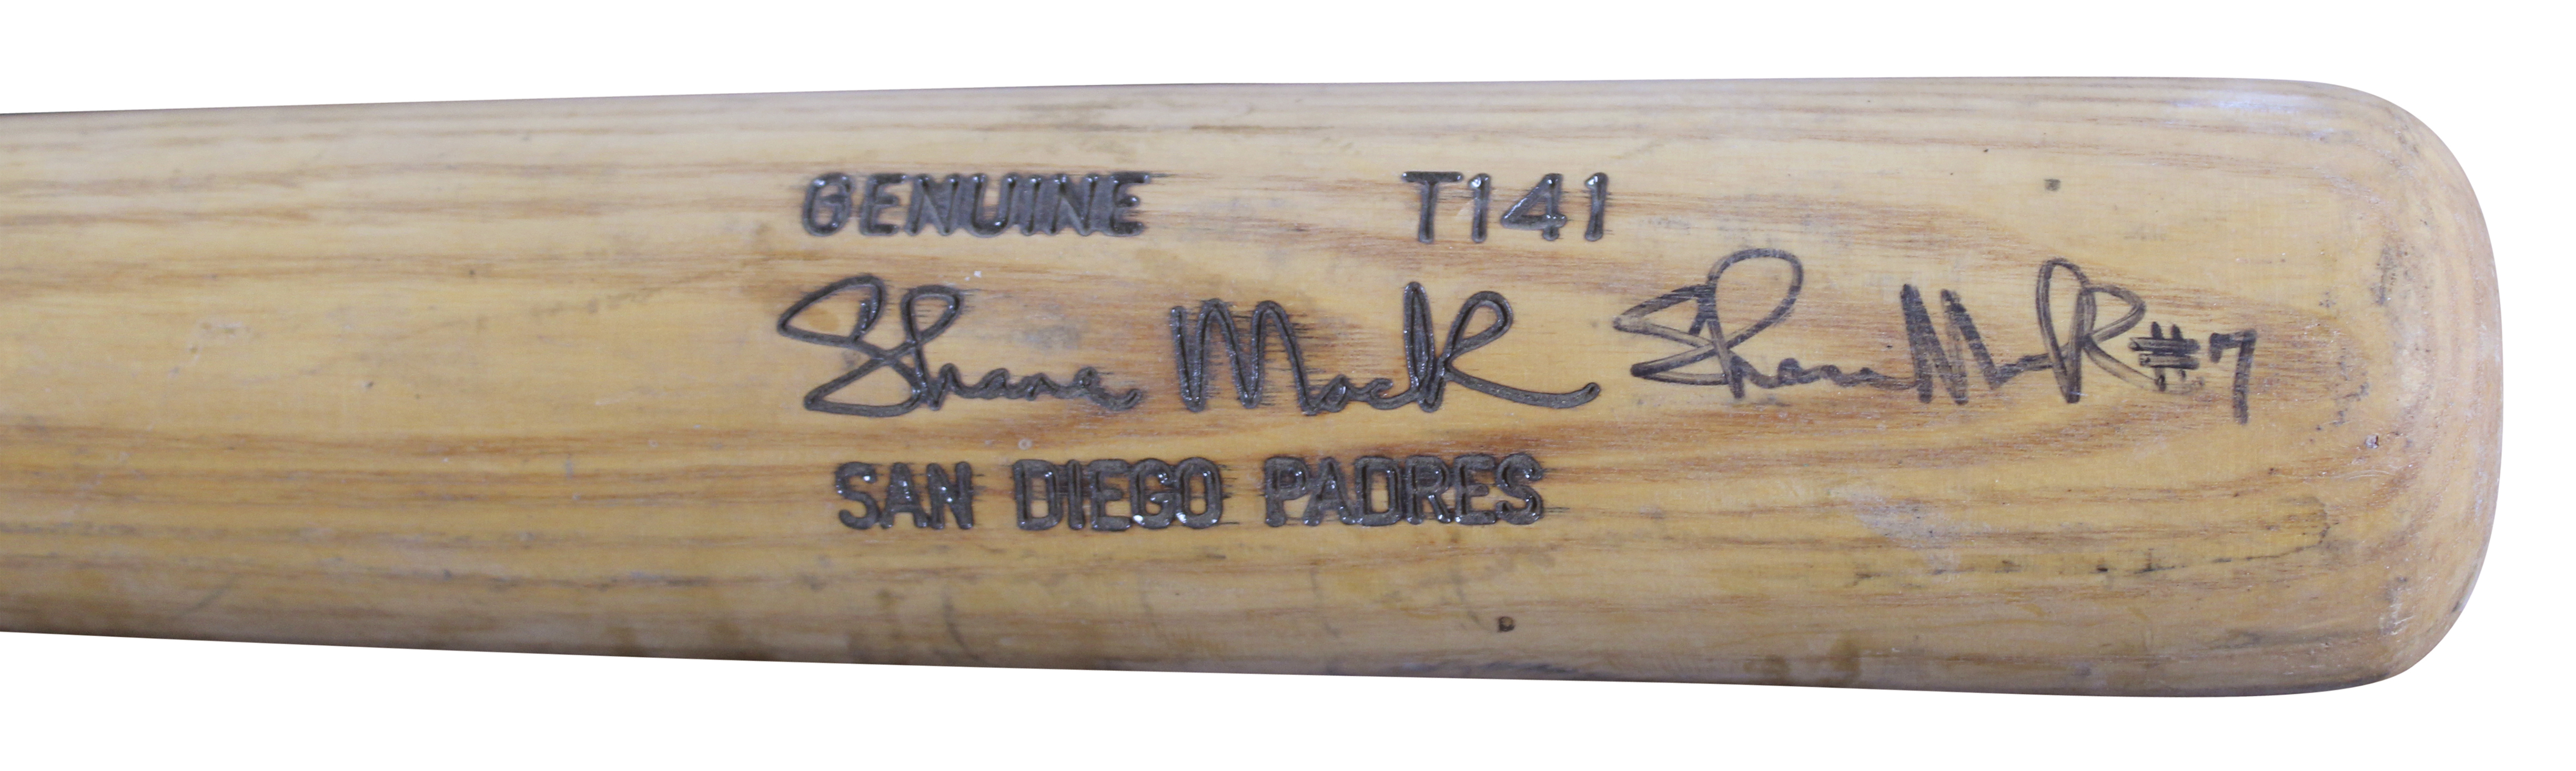 GENUINE T141
Shane Mack Shane Mack #7
SAN DIEGO PADRES